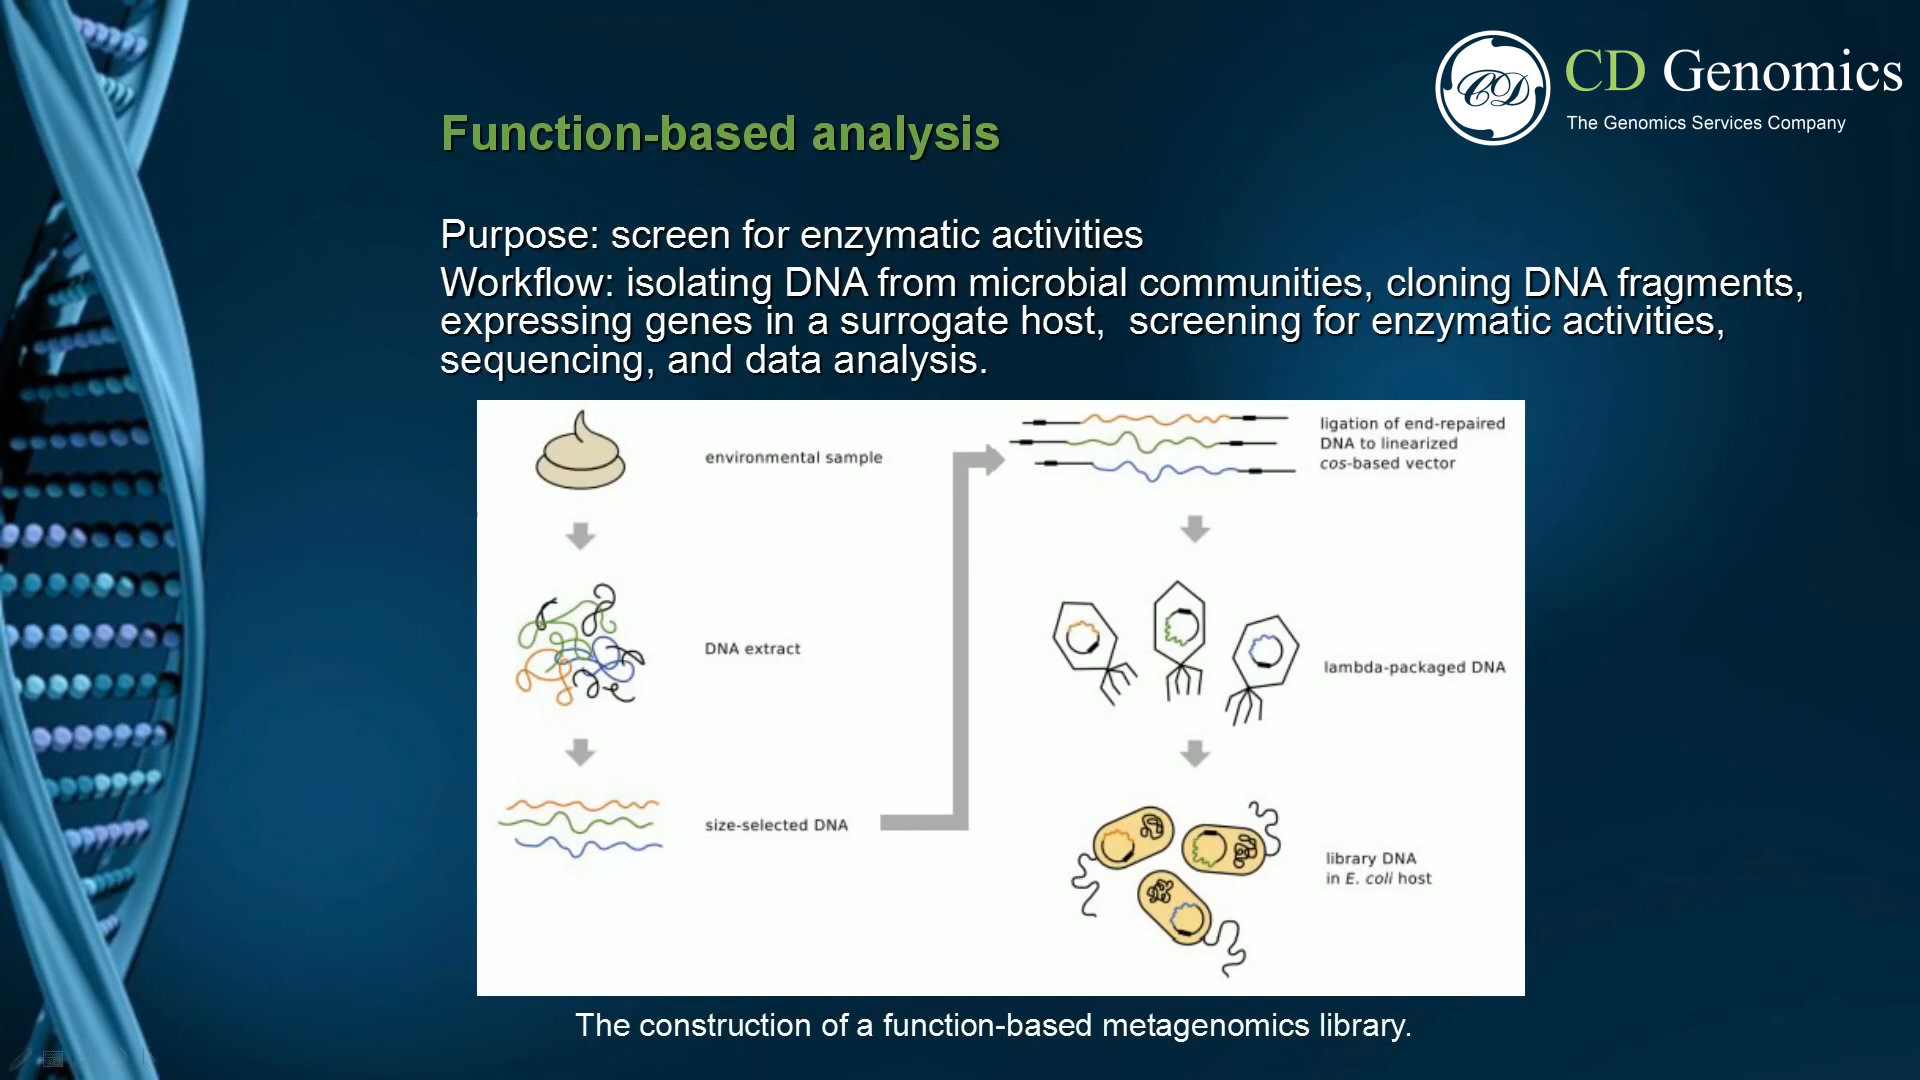 CD Genomics
The Genomics Services Company
Function-based analysis
Purpose: screen for enzymatic activities
Workflow: isolating DNA from microbial communities, cloning DNA fragments,
expressing genes in a surrogate host,  screening for enzymatic activities,
sequencing, and data analysis.
environmental sample
DNA extract
size-selected DNA
ligation of end-repaired
DNA to linearized
cos-based vector
lambda-packaged DNA
library DNA
in E. coli host
The construction of a function-based metagenomics library.